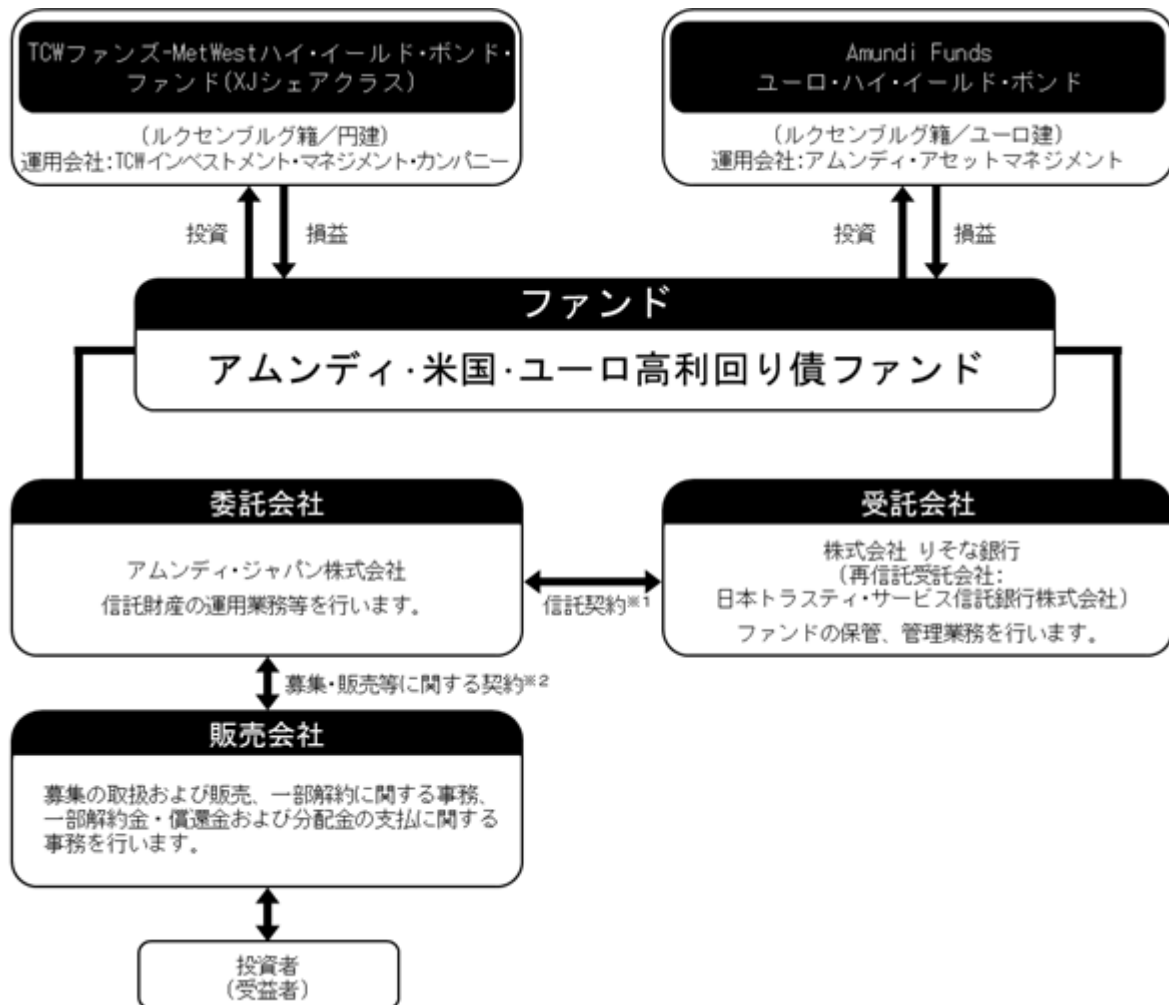 TCWファンズ-MetWestハイ・イールド・ボンド・
ファンド(XJシェアクラス)
(ルクセンブルグ籍／円建)
運用会社:TCWインベストメント・マネジメント・カンパニー
Amundi Funds
ユーロ・ハイ・イールド・ボンド
(ルクセンブルグ籍／ユーロ建)
運用会社:アムンディ・アセットマネジメント
投資
損益
投資
損益
ファンド
アムンディ・米国・ユーロ高利回り債ファンド
委託会社
アムンディ・ジャパン株式会社
信託財産の運用業務等を行います。
信託契約※1
受託会社
株式会社 りそな銀行
(再信託受託会社:
日本トラスティ・サービス信託銀行株式会社)
ファンドの保管、管理業務を行います。
募集・販売等に関する契約※2
販売会社
募集の取扱および販売、一部解約に関する事務、
一部解約金・償還金および分配金の支払に関する
事務を行います。
投資者
(受益者)